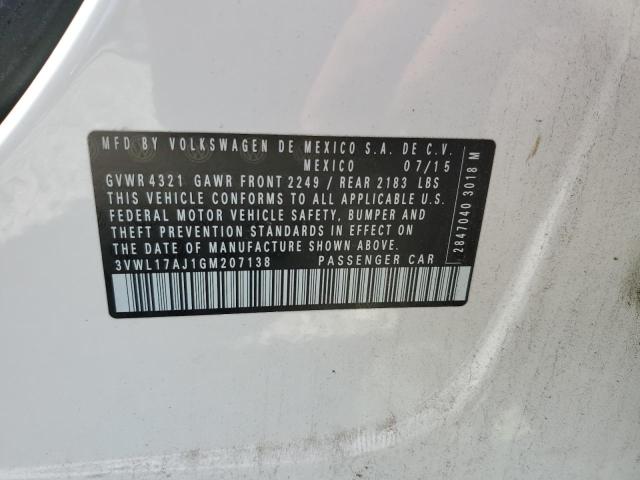 MFD BY VOLKSWAGEN DE MEXICO S.A. DE C.V.
MEXICO 07/15
GVWR 4321 GAWR FRONT 2249 / REAR 2183 LBS
THIS VEHICLE CONFORMS TO ALL APPLICABLE U.S
FEDERAL MOTOR VEHICLE SAFETY, BUMPER AND
THEFT PREVENTION STANDARDS IN EFFECT ON
THE DATE OF MANUFACTURE SHOWN ABOVE.
3VWL17AJ1GM207138 PASSENGER CAR
2847040 3018 M